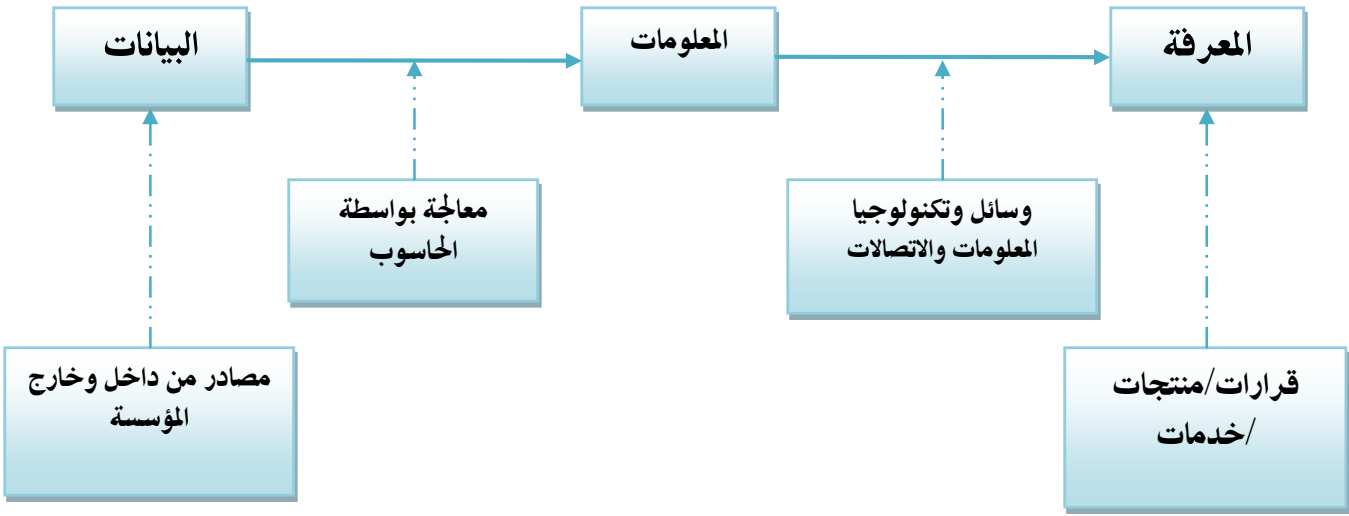 البيانات
المعلومات
المعرفة
معالجة بواسطة
الحاسوب
وسائل وتكنولوجيا
المعلومات والاتصالات
مصادر من داخل وخارج
المؤسسة
قرارات/منتجات
/خدمات